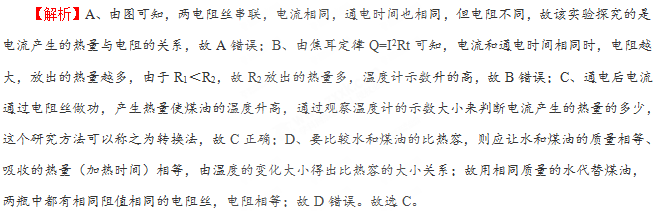 【解析】A、由图可知，两电阻丝串联，电流相同，通电时间也相同，但电阻不同，故该实验探究的是
电流产生的热量与电阻的关系，故 A 错误；B、由焦耳定律 Q=I²Rt 可知，电流和通电时间相同时，电阻越
大，放出的热量越多，由于 R₁＜R₂，故 R₂放出的热量多，温度计示数升的高，故 B 错误；C、通电后电流
通过电阻丝做功，产生热量使煤油的温度升高，通过观察温度计的示数大小来判断电流产生的热量的多少，
这个研究方法可以称之为转换法，故 C 正确；D、要比较水和煤油的比热容，则应让水和煤油的质量相等、
吸收的热量（加热时间）相等，由温度的变化大小得出比热容的大小关系；故用相同质量的水代替煤油，
两瓶中都有相同阻值相同的电阻丝，电阻相等；故 D 错误。故选 C。